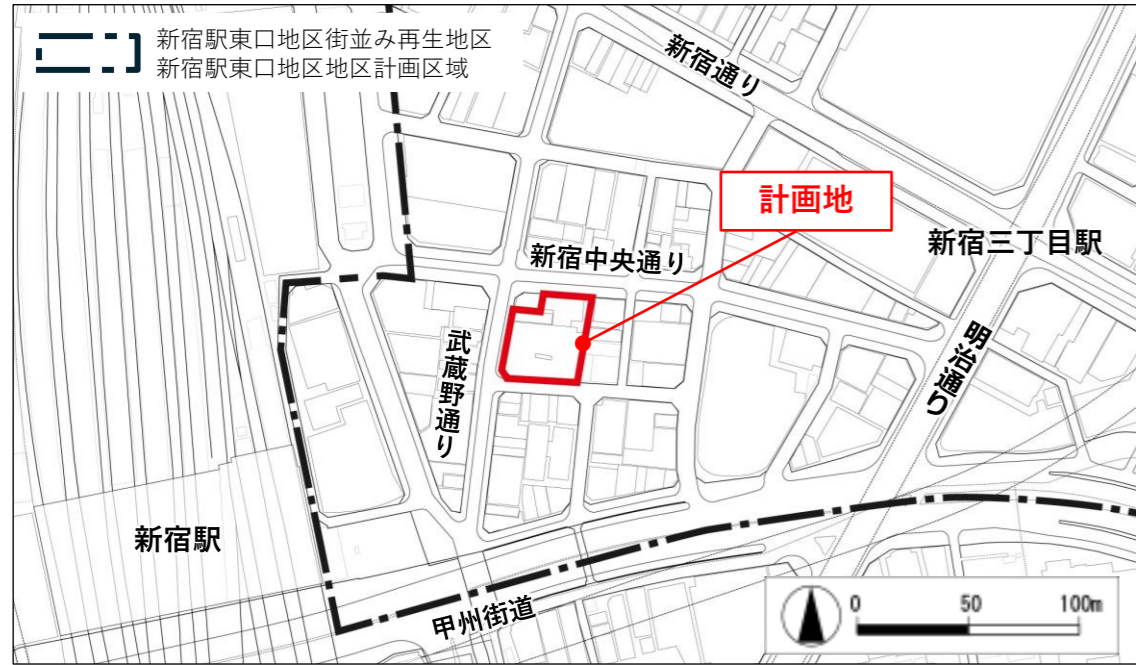 新宿駅東口地区街並み再生地区
新宿駅東口地区地区計画区域
新宿通り
計画地
新宿三丁目駅
新宿中央通り
武蔵野通り
明治通り
新宿駅
甲州街道
0 50 100m